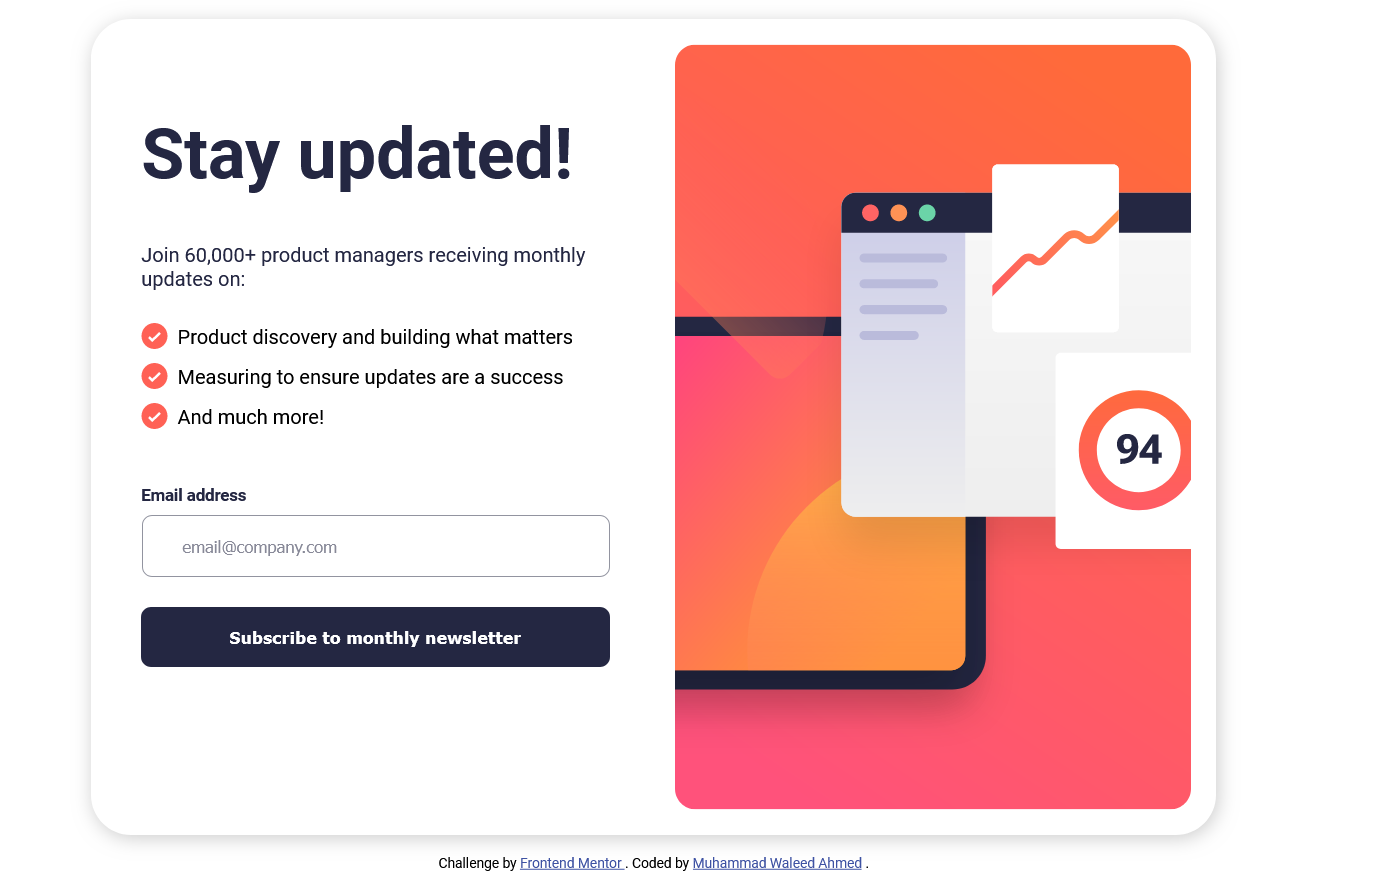 Stay updated!
Join 60,000+ product managers receiving monthly
updates on:
Product discovery and building what matters
Measuring to ensure updates are a success
And much more!
Email address
email@company.com
Subscribe to monthly newsletter
94
Challenge by Frontend Mentor . Coded by Muhammad Waleed Ahmed .